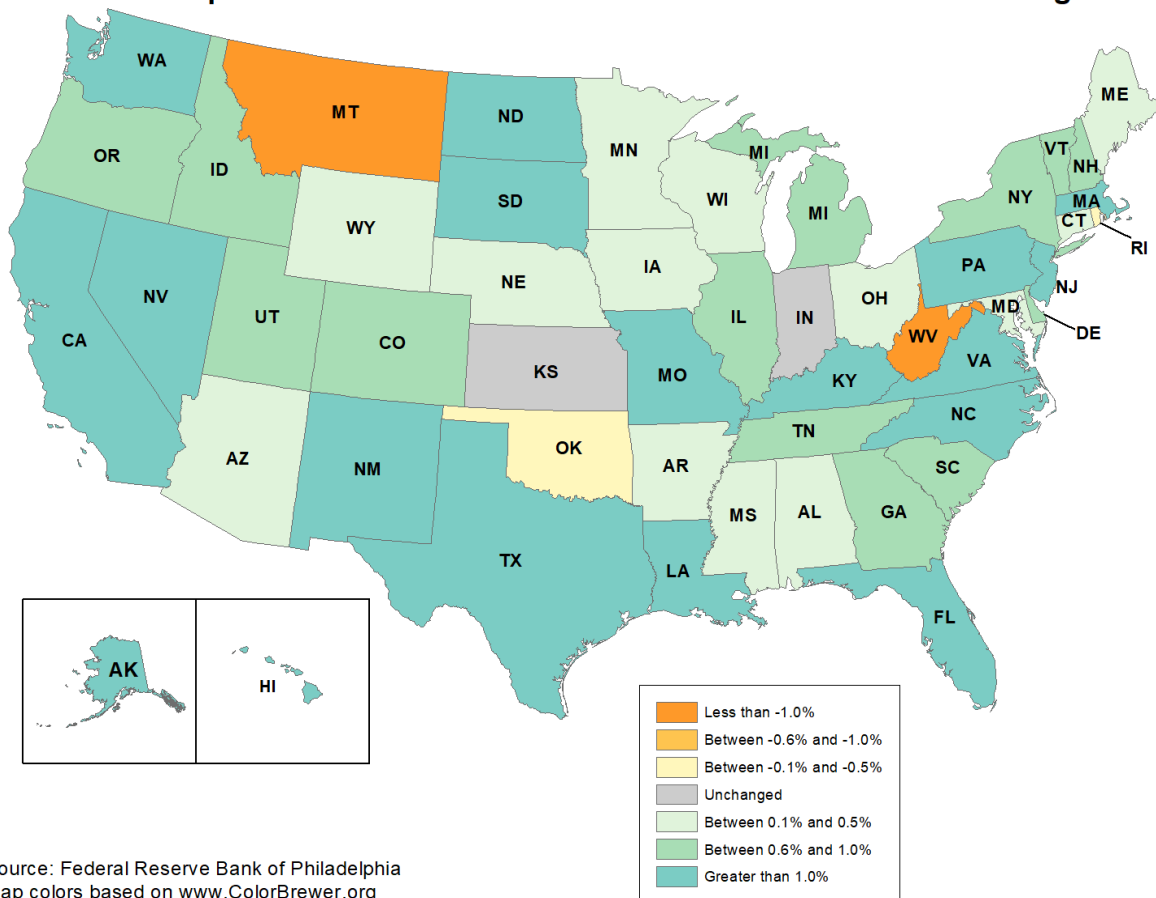 WA
MT
ND
ME
MN
VT
MI
OR
NH
ID
SD
WI
NY
MA
MI
CT
WY
RI
IA
PA
NE
NJ
NV
OH
MD
UT
IL
IN
DE
CA
CO
WV
VA
KS
MO
KY
NC
TN
OK
AZ
NM
AR
SC
MS
AL
GA
TX
LA
FL
AK
HI
Less than -1.0%
Between -0.6% and -1.0%
Between -0.1% and -0.5%
Unchanged
Between 0.1% and 0.5%
Between 0.6% and 1.0%
Greater than 1.0%
ource: Federal Reserve Bank of Philadelphia
ap colors based on www.ColorBrewer.org